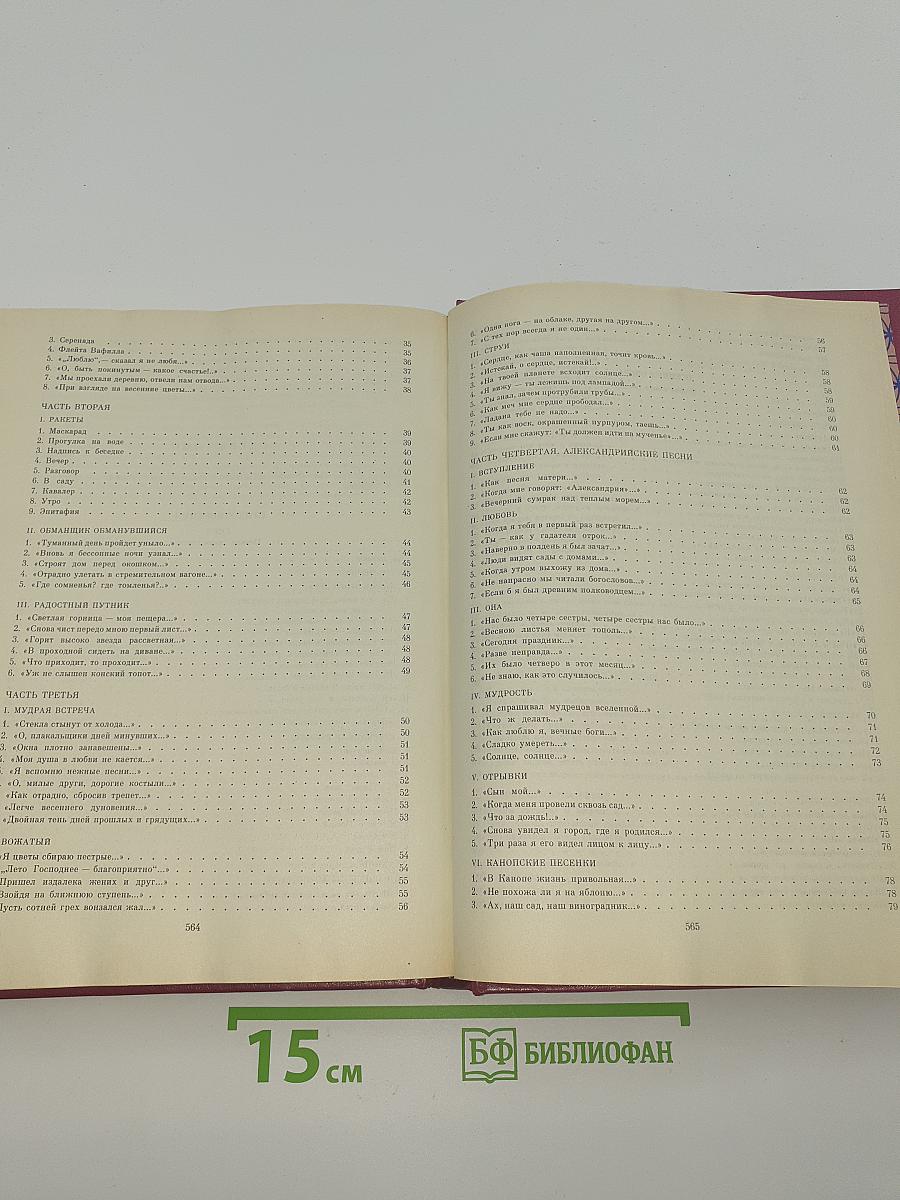 3. Серенада . . . 35
4. Флейта Вафилла . . . 35
5. «„Люблю“,— сказал я не любя...» . . . 36
6. «О, быть покинутым — какое счастье!..» . . . 37
7. «Мы проехали деревню, отвели нам отвода...» . . . 37
8. «При взгляде на весенние цветы...» . . . 38
ЧАСТЬ ВТОРАЯ
I. РАКЕТЫ
1. Маскарад . . . 39
2. Прогулка на воде . . . 39
3. Надпись к беседке . . . 40
4. Вечер . . . 40
5. Разговор . . . 40
6. В саду . . . 41
7. Кавалер . . . 42
8. Утро . . . 42
9. Эпитафия . . . 43
II. ОБМАНЩИК ОБМАНУВШИЙСЯ
1. «Туманный день пройдет уныло...» . . . 44
2. «Вновь я бессонные ночи узнал...» . . . 44
3. «Строят дом перед окошком...» . . . 45
4. «Отрадно улетать в стремительном вагоне...» . . . 45
5. «Где сомненья? где томленья?..» . . . 46
III. РАДОСТНЫЙ ПУТНИК
1. «Светлая горница — моя пещера...» . . . 47
2. «Снова чист передо мною первый лист...» . . . 47
3. «Горит высоко звезда рассветная...» . . . 48
4. «В проходной сидеть на диване...» . . . 48
5. «Что приходит, то проходит...» . . . 48
6. «Уж не слышен конский топот...» . . . 49
ЧАСТЬ ТРЕТЬЯ
I. МУДРАЯ ВСТРЕЧА
1. «Стекла стынут от холода...» . . . 50
2. «О, плакальщики дней минувших...» . . . 50
3. «Окна плотно занавешены...» . . . 51
4. «Моя душа в любви не кается...» . . . 51
«Я вспомню нежные песни...» . . . 51
«О, милые други, дорогие костыли...» . . . 52
«Как отрадно, сбросив трепет...» . . . 52
«Легче весеннего дуновения...» . . . 53
«Двойная тень дней прошлых и грядущих...» . . . 53
ВОЖАТЫЙ
«Я цветы сбираю пестрые...» . . . 54
„Лето Господнее — благоприятно“...» . . . 54
Пришел издалека жених и друг...» . . . 55
Взойдя на ближнюю ступень...» . . . 55
Пусть сотней грех вонзался жал...» . . . 56
564
6. «Одна нога — на облаке, другая на другом...» . . . 56
7. «С тех пор всегда я не один...» . . . 57
III. СТРУИ
1. «Сердце, как чаша наполненная, точит кровь...»
2. «Истекай, о сердце, истекай!..» . . . 58
3. «На твоей планете всходит солнце...» . . . 58
4. «Я вижу — ты лежишь под лампадой...» . . . 58
5. «Ты знал, зачем протрубили трубы...» . . . 59
6. «Как меч мне сердце прободал...» . . . 59
7. «Ладана тебе не надо...» . . . 60
8. «Ты как воск, окрашенный пурпуром, таешь...» . . . 60
9. «Если мне скажут: «Ты должен идти на мученье»...» . . . 61
ЧАСТЬ ЧЕТВЕРТАЯ. АЛЕКСАНДРИЙСКИЕ ПЕСНИ
I. ВСТУПЛЕНИЕ
1. «Как песня матери...» . . . 62
2. «Когда мне говорят: «Александрия»...» . . . 62
3. «Вечерний сумрак над теплым морем...» . . . 62
II. ЛЮБОВЬ
1. «Когда я тебя в первый раз встретил...» . . . 63
2. «Ты — как у гадателя отрок...» . . . 63
3. «Наверно в полдень я был зачат...» . . . 63
4. «Люди видят сады с домами...» . . . 64
5. «Когда утром выхожу из дома...» . . . 64
6. «Не напрасно мы читали богословов...» . . . 64
7. «Если б я был древним полководцем...» . . . 65
III. ОНА
1. «Нас было четыре сестры, четыре сестры нас было...» . . . 66
2. «Весною листья меняет тополь...» . . . 66
3. «Сегодня праздник...» . . . 66
4. «Разве неправда...» . . . 67
5. «Их было четверо в этот месяц...» . . . 68
6. «Не знаю, как это случилось...» . . . 69
IV. МУДРОСТЬ
1. «Я спрашивал мудрецов вселенной...» . . . 70
2. «Что ж делать...» . . . 71
3. «Как люблю я, вечные боги...» . . . 71
4. «Сладко умереть...» . . . 72
5. «Солнце, солнце...» . . . 73
V. ОТРЫВКИ
1. «Сын мой...» . . . 74
2. «Когда меня провели сквозь сад...» . . . 74
3. «Что за дождь!..» . . . 75
4. «Снова увидел я город, где я родился...» . . . 75
5. «Три раза я его видел лицом к лицу...» . . . 76
VI. КАНОПСКИЕ ПЕСЕНКИ
1. «В Канопе жизнь привольная...» . . . 78
2. «Не похожа ли я на яблоню...» . . . 78
3. «Ах, наш сад, наш виноградник...» . . . 79
565
15 см
БФ БИБЛИОФАН